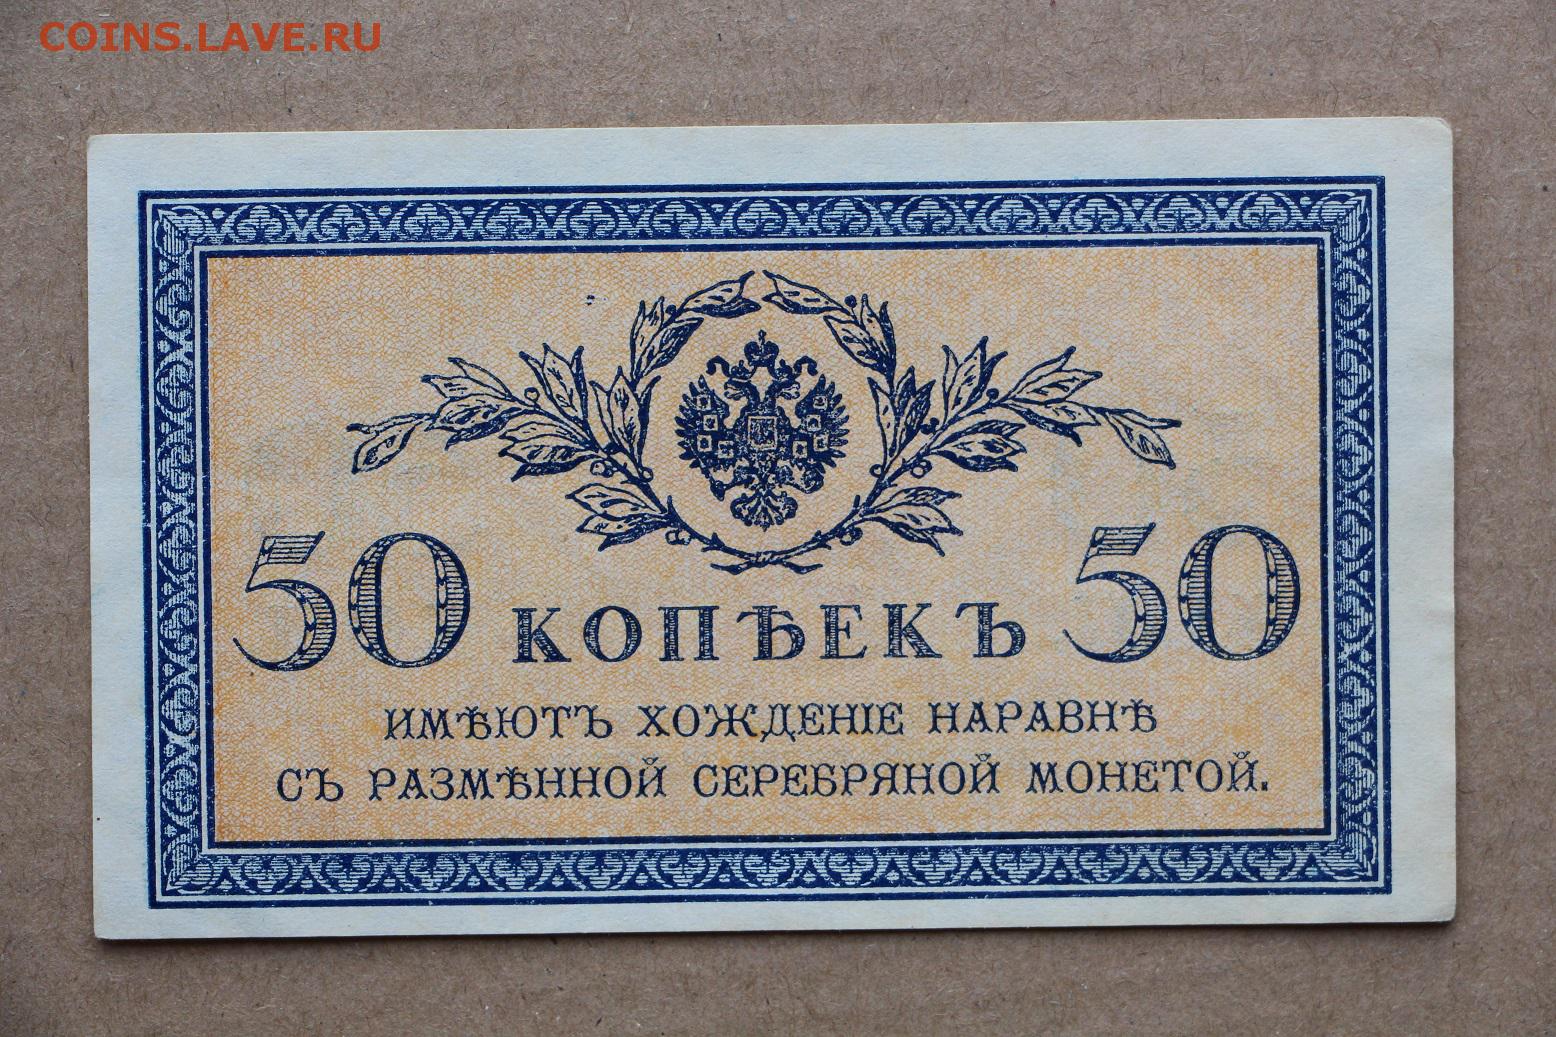 COINS.LAVE.RU
50 КОПѢЕКЪ 50
ИМѢЮТЪ ХОЖДЕНІЕ НАРАВНѢ
СЪ РАЗМѢННОЙ СЕРЕБРЯНОЙ МОНЕТОЙ.